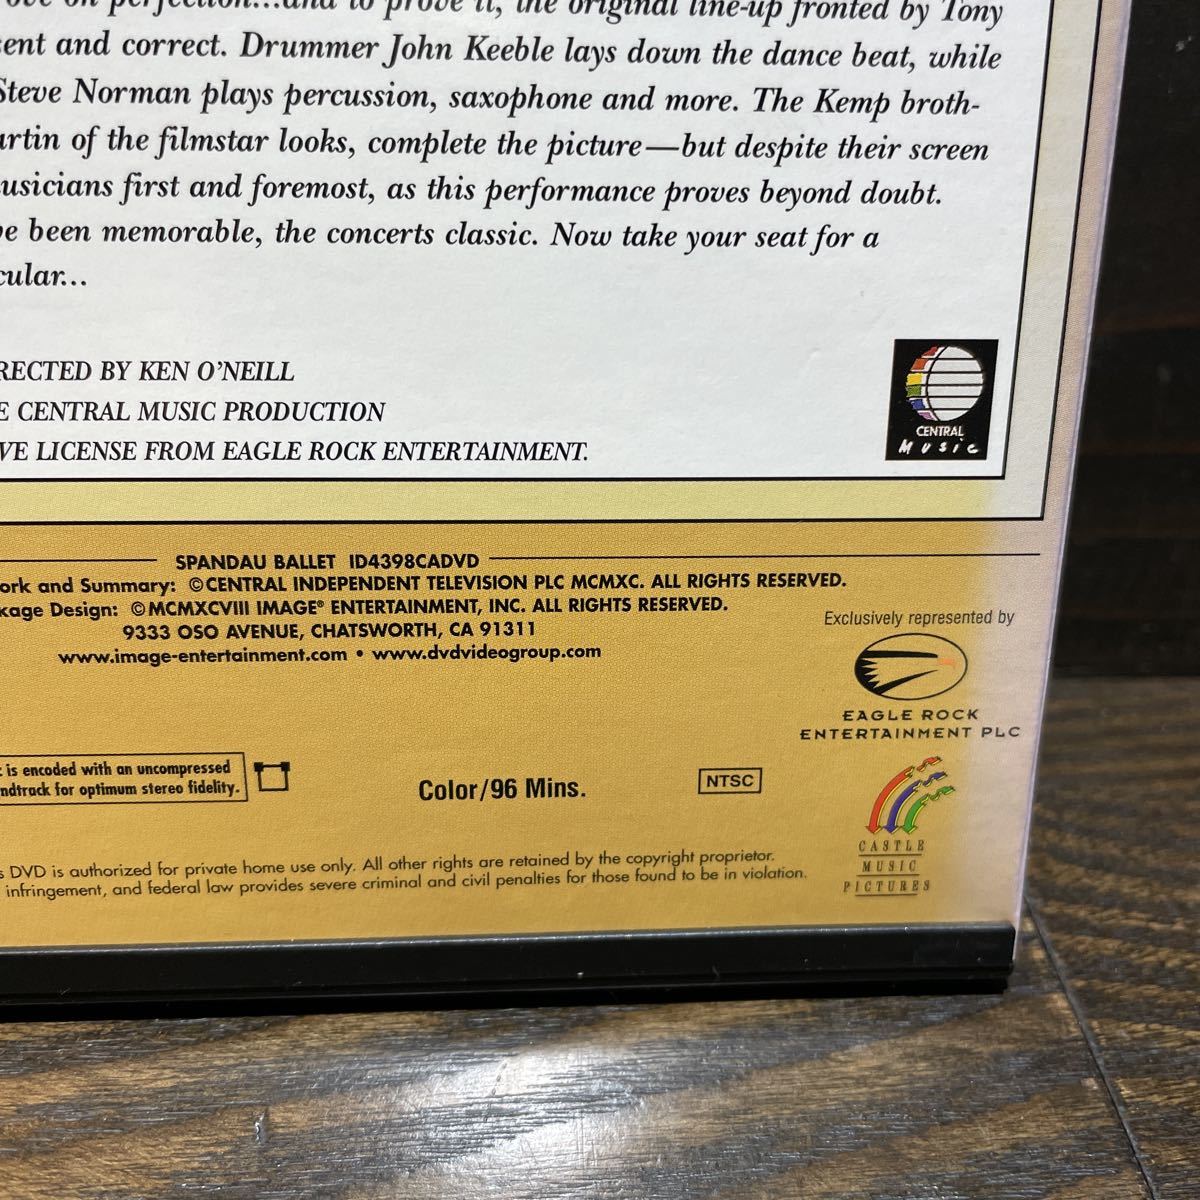 on perfection...and to prove it, the original line-up fronted by Tony
sent and correct. Drummer John Keeble lays down the dance beat, while
Steve Norman plays percussion, saxophone and more. The Kemp broth-
artin of the filmstar looks, complete the picture—but despite their screen
usicians first and foremost, as this performance proves beyond doubt.
ve been memorable, the concerts classic. Now take your seat for a
cular...
RECTED BY KEN O'NEILL
E CENTRAL MUSIC PRODUCTION
VE LICENSE FROM EAGLE ROCK ENTERTAINMENT.
CENTRAL
Music
SPANDAU BALLET ID4398CADVD
ork and Summary: ©CENTRAL INDEPENDENT TELEVISION PLC MCMXC. ALL RIGHTS RESERVED.
kage Design: ©MCMXCVIII IMAGE® ENTERTAINMENT, INC. ALL RIGHTS RESERVED.
9333 OSO AVENUE, CHATSWORTH, CA 91311
www.image-entertainment.com • www.dvdvideogroup.com
Exclusively represented by
EAGLE ROCK
ENTERTAINMENT PLC
is encoded with an uncompressed
ndtrack for optimum stereo fidelity.
Color/96 Mins.
NTSC
CASTLE
MUSIC
PICTURES
s DVD is authorized for private home use only. All other rights are retained by the copyright proprietor.
infringement, and federal law provides severe criminal and civil penalties for those found to be in violation.